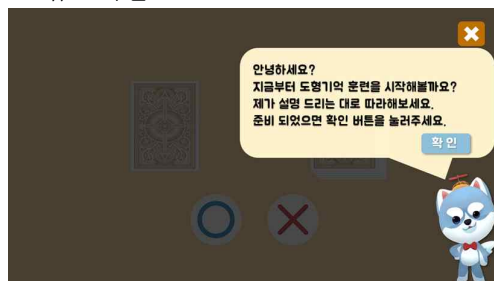 안녕하세요?
지금부터 도형기억 훈련을 시작해볼까요?
제가 설명 드리는 대로 따라해보세요.
준비 되었으면 확인 버튼을 눌러주세요.
확인